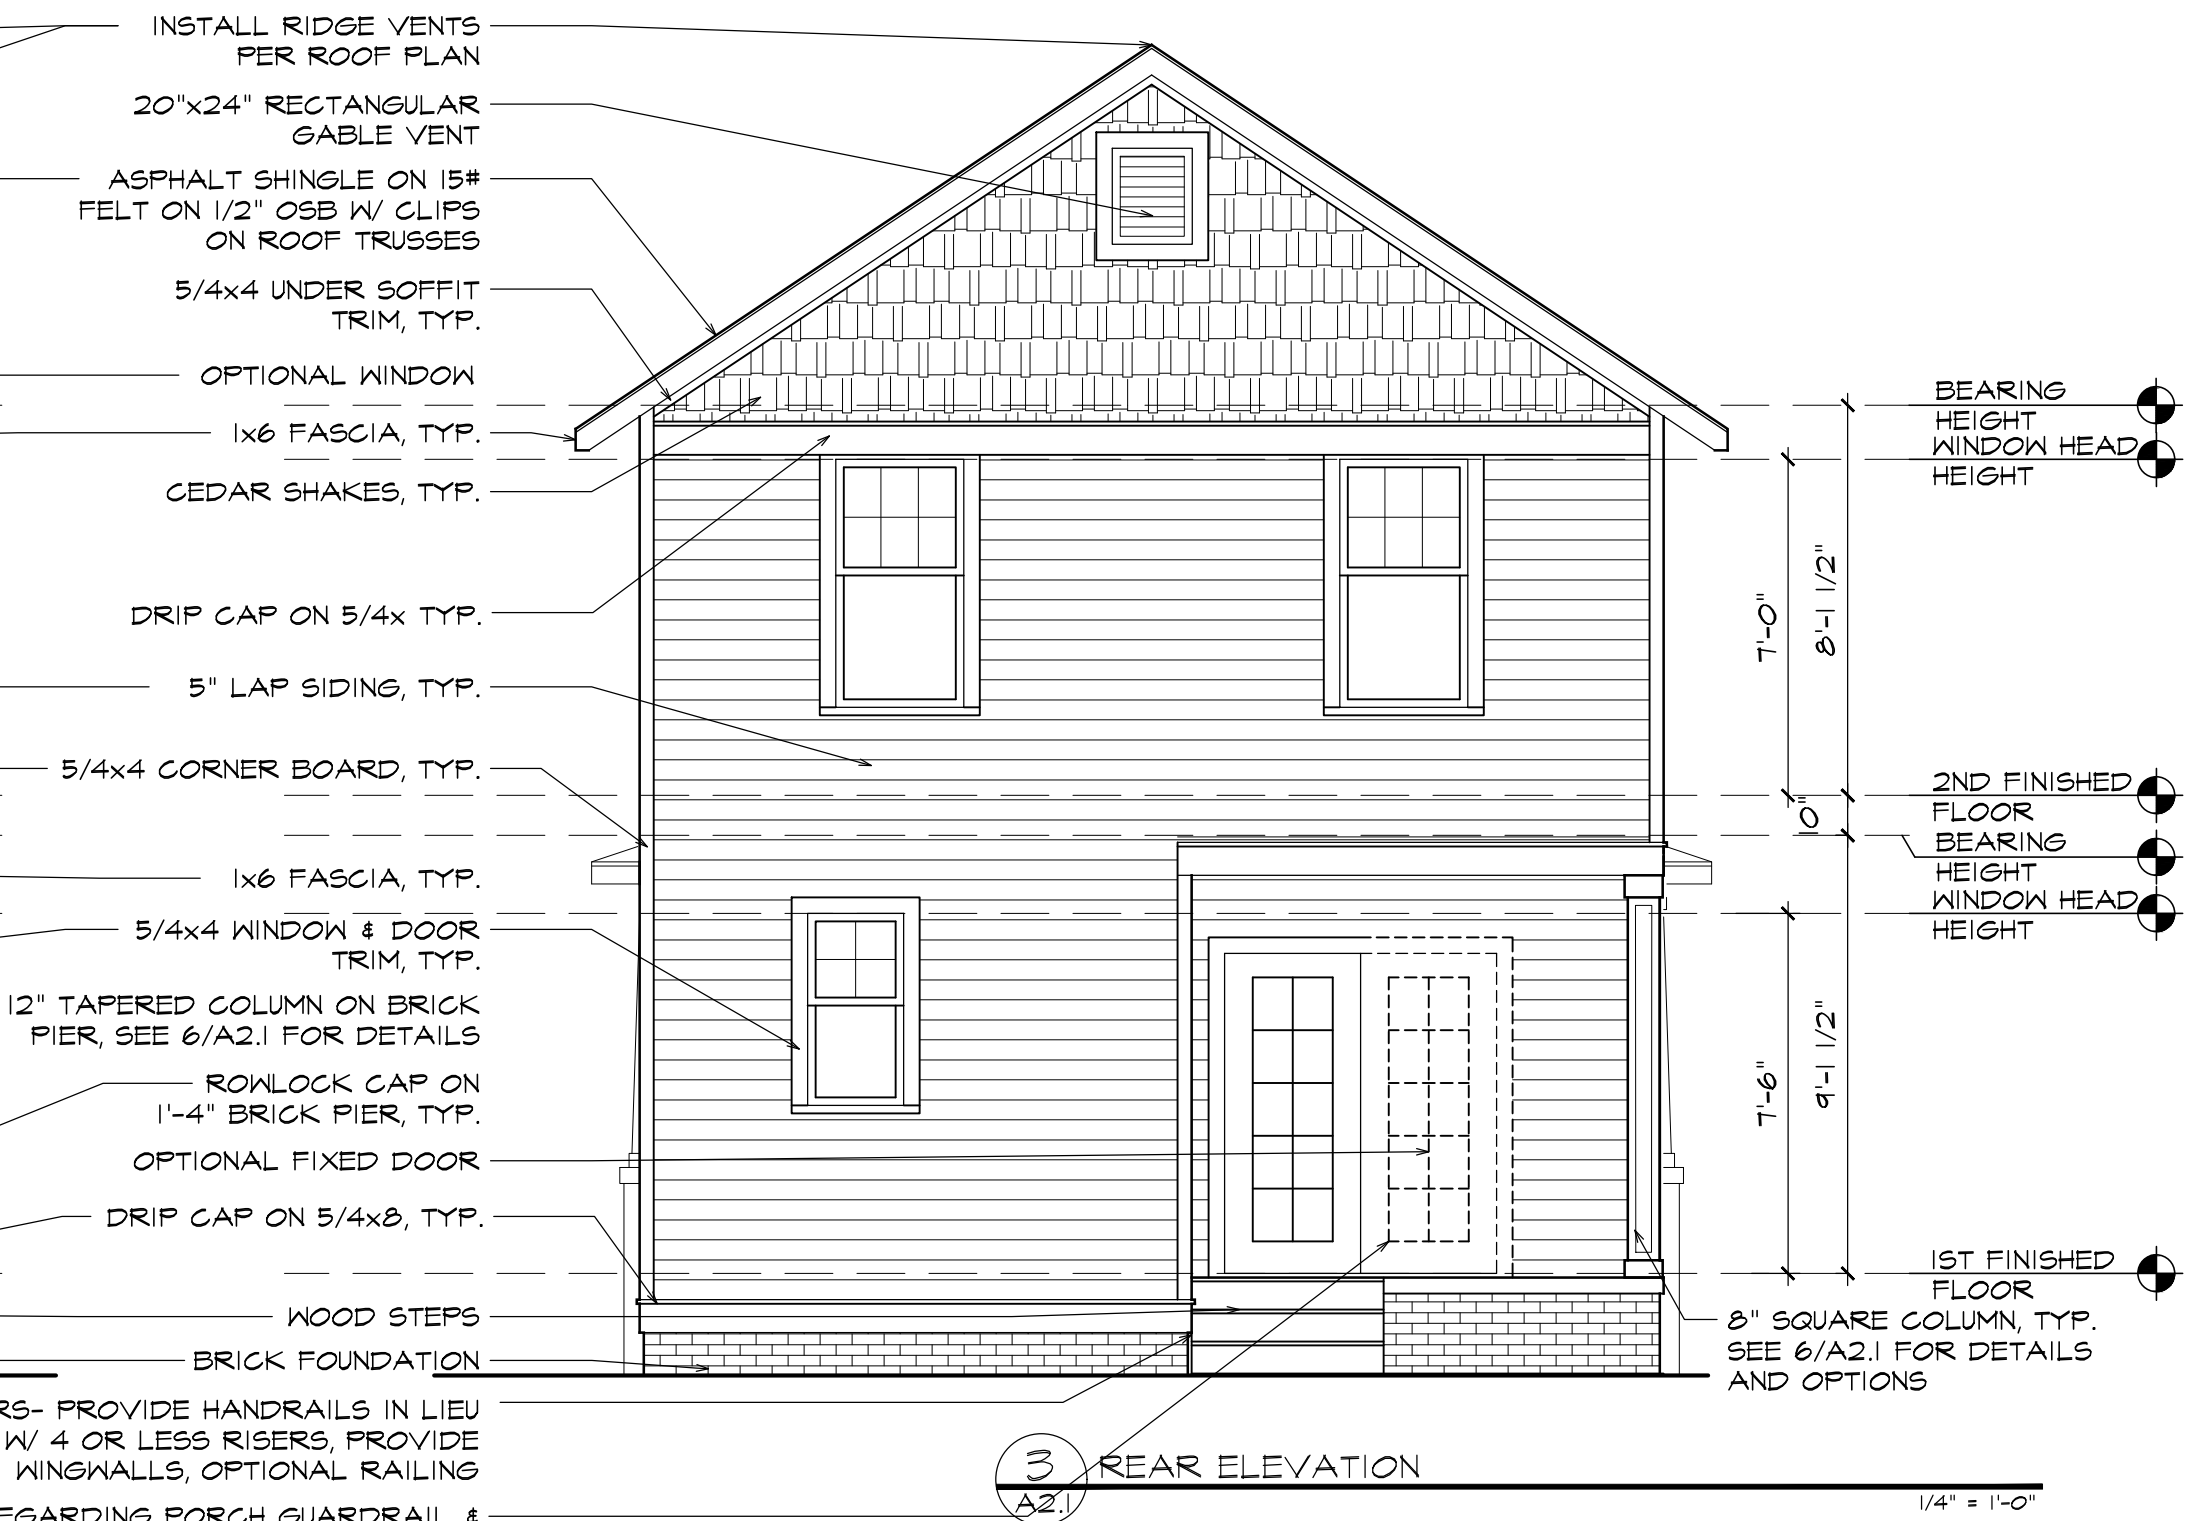 INSTALL RIDGE VENTS
PER ROOF PLAN
20"x24" RECTANGULAR
GABLE VENT
ASPHALT SHINGLE ON 15#
FELT ON 1/2" OSB W/ CLIPS
ON ROOF TRUSSES
5/4x4 UNDER SOFFIT
TRIM, TYP.
OPTIONAL WINDOW
1x6 FASCIA, TYP.
CEDAR SHAKES, TYP.
DRIP CAP ON 5/4x TYP.
5" LAP SIDING, TYP.
5/4x4 CORNER BOARD, TYP.
1x6 FASCIA, TYP.
5/4x4 WINDOW & DOOR
TRIM, TYP.
12" TAPERED COLUMN ON BRICK
PIER, SEE 6/A2.1 FOR DETAILS
ROWLOCK CAP ON
1'-4" BRICK PIER, TYP.
OPTIONAL FIXED DOOR
DRIP CAP ON 5/4x8, TYP.
WOOD STEPS
BRICK FOUNDATION
RS- PROVIDE HANDRAILS IN LIEU
W/ 4 OR LESS RISERS, PROVIDE
WINGWALLS, OPTIONAL RAILING
EGARDING PORCH GUARDRAIL &
BEARING
HEIGHT
WINDOW HEAD
HEIGHT
7'-0"
8'-1 1/2"
2ND FINISHED
FLOOR
10"
BEARING
HEIGHT
WINDOW HEAD
HEIGHT
7'-6"
9'-1 1/2"
1ST FINISHED
FLOOR
8" SQUARE COLUMN, TYP.
SEE 6/A2.1 FOR DETAILS
AND OPTIONS
3
A2.1
REAR ELEVATION
1/4" = 1'-0"